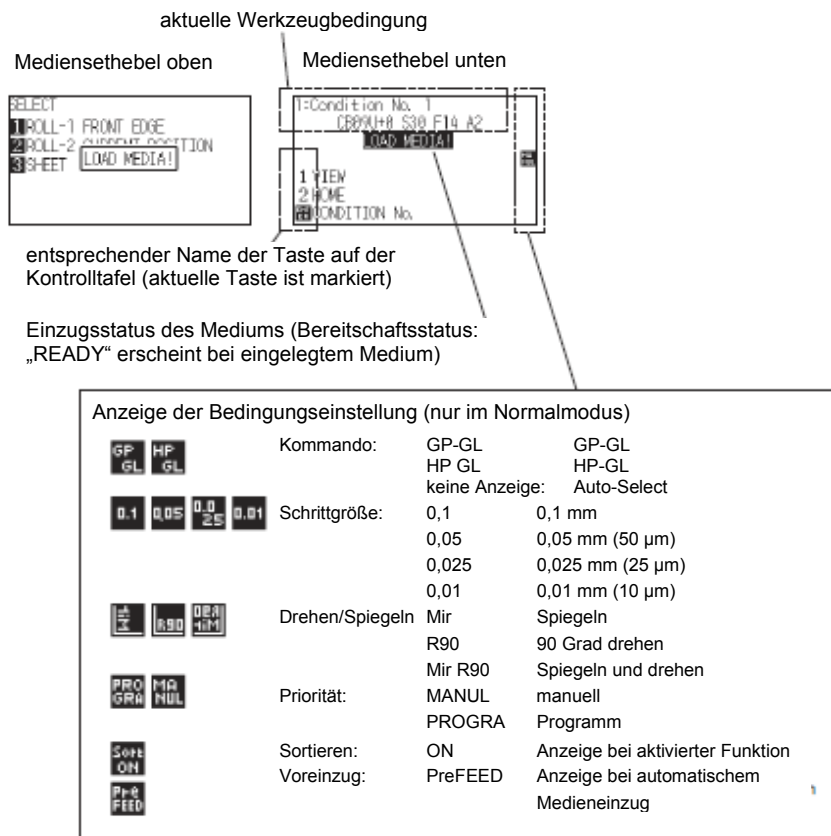 aktuelle Werkzeugbedingung
Mediensethebel oben
Mediensethebel unten
SELECT
1 ROLL-1 FRONT EDGE
2 ROLL-2 CURRENT POSITION
3 SHEET
LOAD MEDIA!
1:Condition No. 1
CB09U+0 S30 F14 A2
LOAD MEDIA!
1 VIEW
2 HOME
CONDITION No.
entsprechender Name der Taste auf der
Kontrolltafel (aktuelle Taste ist markiert)
Einzugsstatus des Mediums (Bereitschaftsstatus:
„READY“ erscheint bei eingelegtem Medium)
Anzeige der Bedingungseinstellung (nur im Normalmodus)
GP GL HP GL Kommando: GP-GL GP-GL
HP GL HP-GL
keine Anzeige: Auto-Select
0.1 0,05 0.0 25 0.01 Schrittgröße: 0,1 0,1 mm
0,05 0,05 mm (50 µm)
0,025 0,025 mm (25 µm)
0,01 0,01 mm (10 µm)
R90 Drehen/Spiegeln Mir Spiegeln
R90 90 Grad drehen
Mir R90 Spiegeln und drehen
PRO GRA MA NUL Priorität: MANUL manuell
PROGRA Programm
Sort ON Sortieren: ON Anzeige bei aktivierter Funktion
Pre FEED Voreinzug: PreFEED Anzeige bei automatischem
Medieneinzug